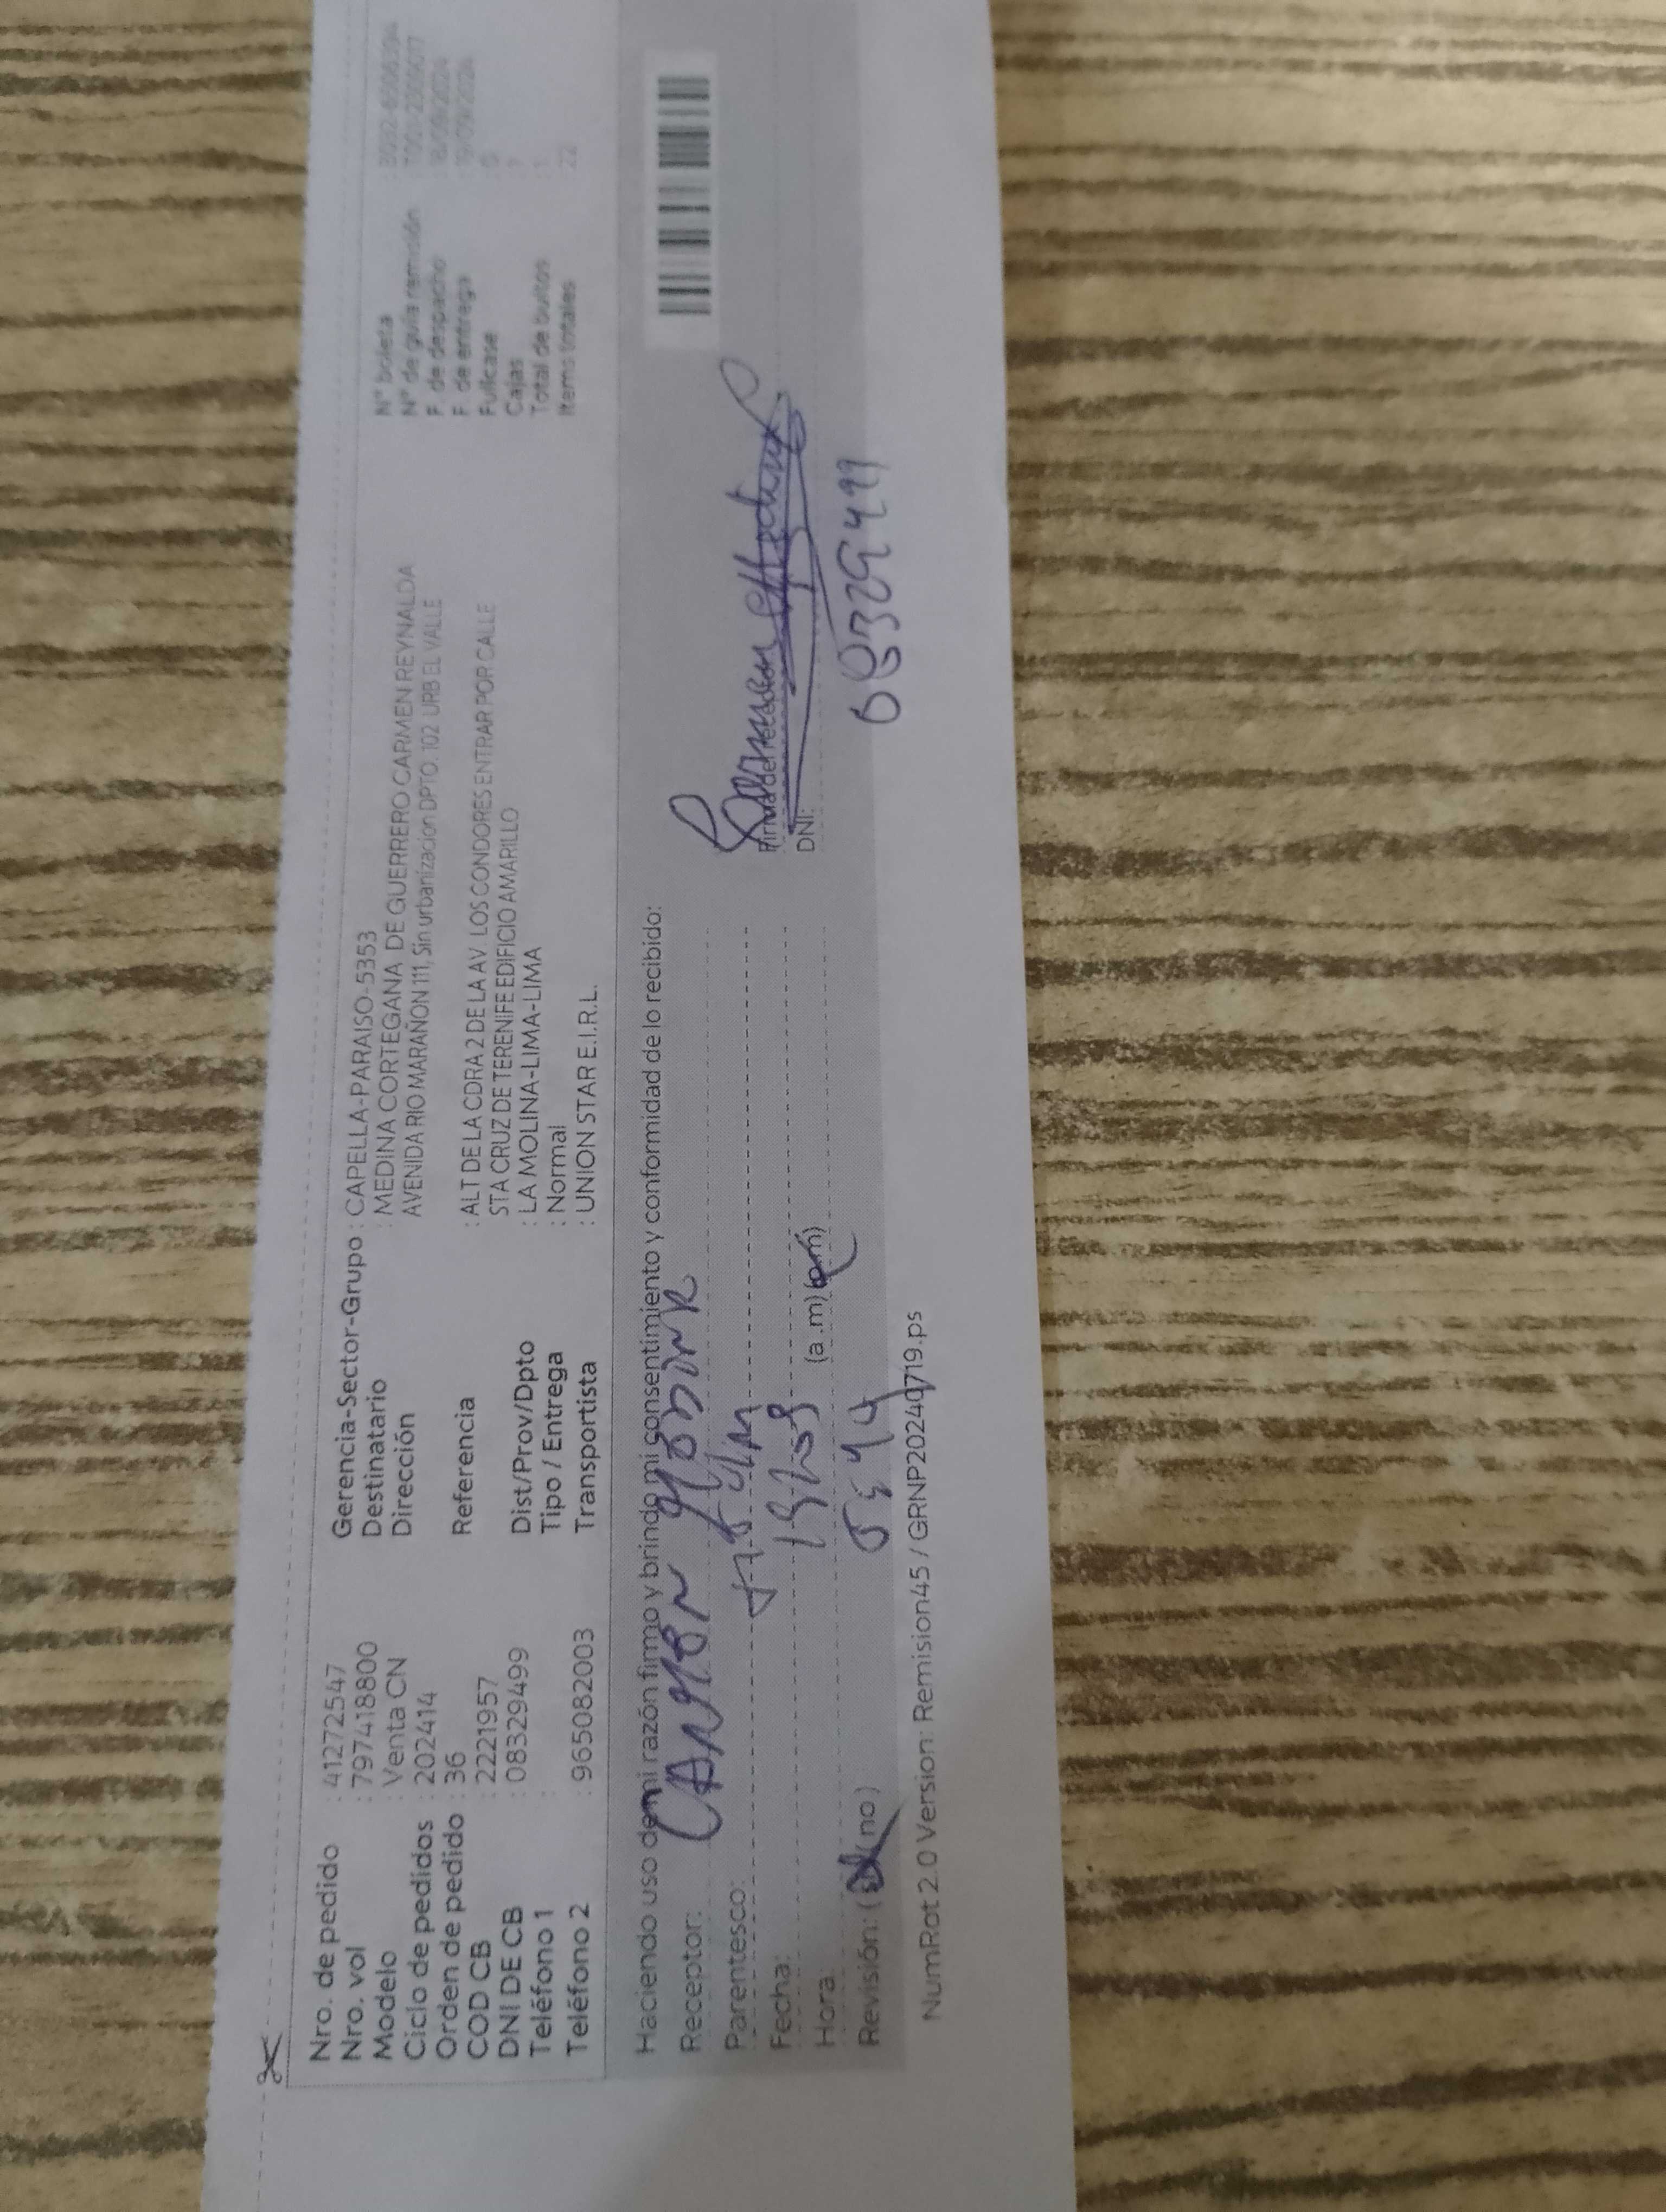 Nro. de pedido : 41272547
Nro. vol : 797418800
Modelo : Venta CN
Ciclo de pedidos : 202414
Orden de pedido : 36
COD CB : 2221957
DNI DE CB : 08329499
Teléfono 1 :
Teléfono 2 : 965082003
Gerencia-Sector-Grupo : CAPELLA-PARAISO-5353
Destinatario : MEDINA CORTEGANA DE GUERRERO CARMEN REYNALDA
Dirección AVENIDA RIO MARAÑON 111, Sin urbanizacion DPTO. 102 URB EL VALLE
Referencia : ALT DE LA CDRA 2 DE LA AV LOS CONDORES ENTRAR POR CALLE
STA CRUZ DE TERENIFE EDIFICIO AMARILLO
Dist/Prov/Dpto : LA MOLINA-LIMA-LIMA
Tipo / Entrega : Normal
Transportista : UNION STAR E.I.R.L.
N° boleta
N° de guía remisión
F. de despacho
F. de entrega
Fullcase
Cajas
Total de bultos
Items totales : 22
Haciendo uso de mi razón firmo y brindo mi consentimiento y conformidad de lo recibido:
Receptor: CARMEN MEDINA
Parentesco:
Fecha:
Hora: (a.m) (p.m)
Revisión: ( no )
Firma del receptor
DNI: 08329499
NumRot 2.0 Version: Remision45 / GRNP20240719.ps